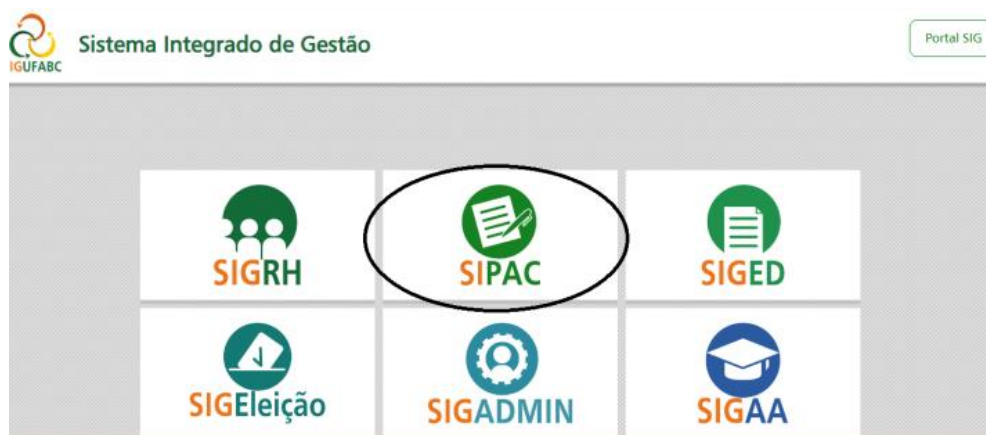 Sistema Integrado de Gestão
Portal SIG
IGUFABC
SIGRH
SIPAC
SIGED
SIGEleição
SIGADMIN
SIGAA